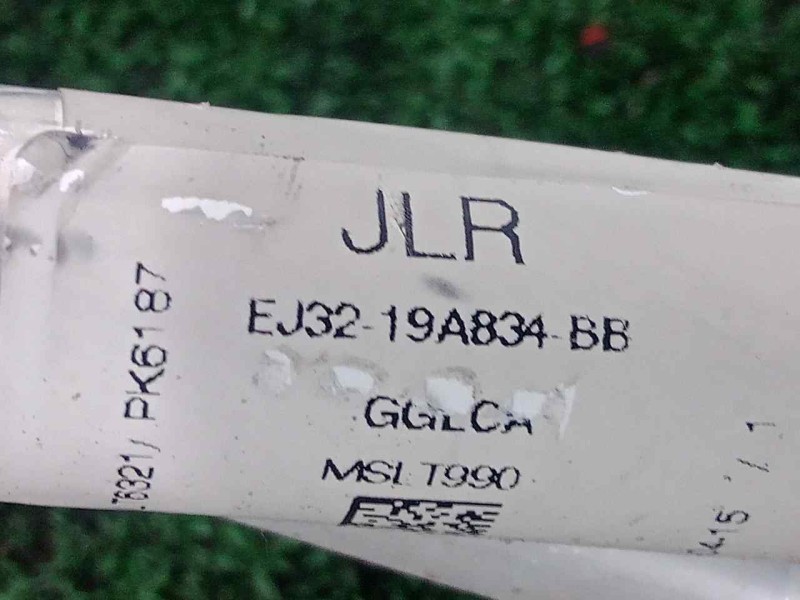 JLR
EJ32-19A834-BB
GGLCA
MSLT990
PK6187